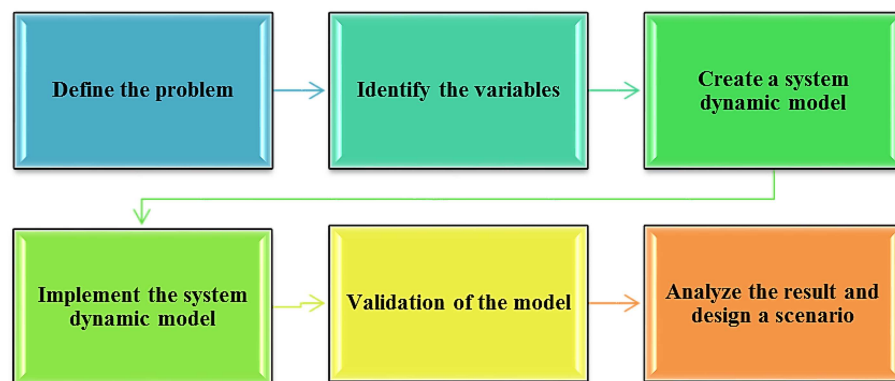 Define the problem
Identify the variables
Create a system
dynamic model
Implement the system
dynamic model
Validation of the model
Analyze the result and
design a scenario